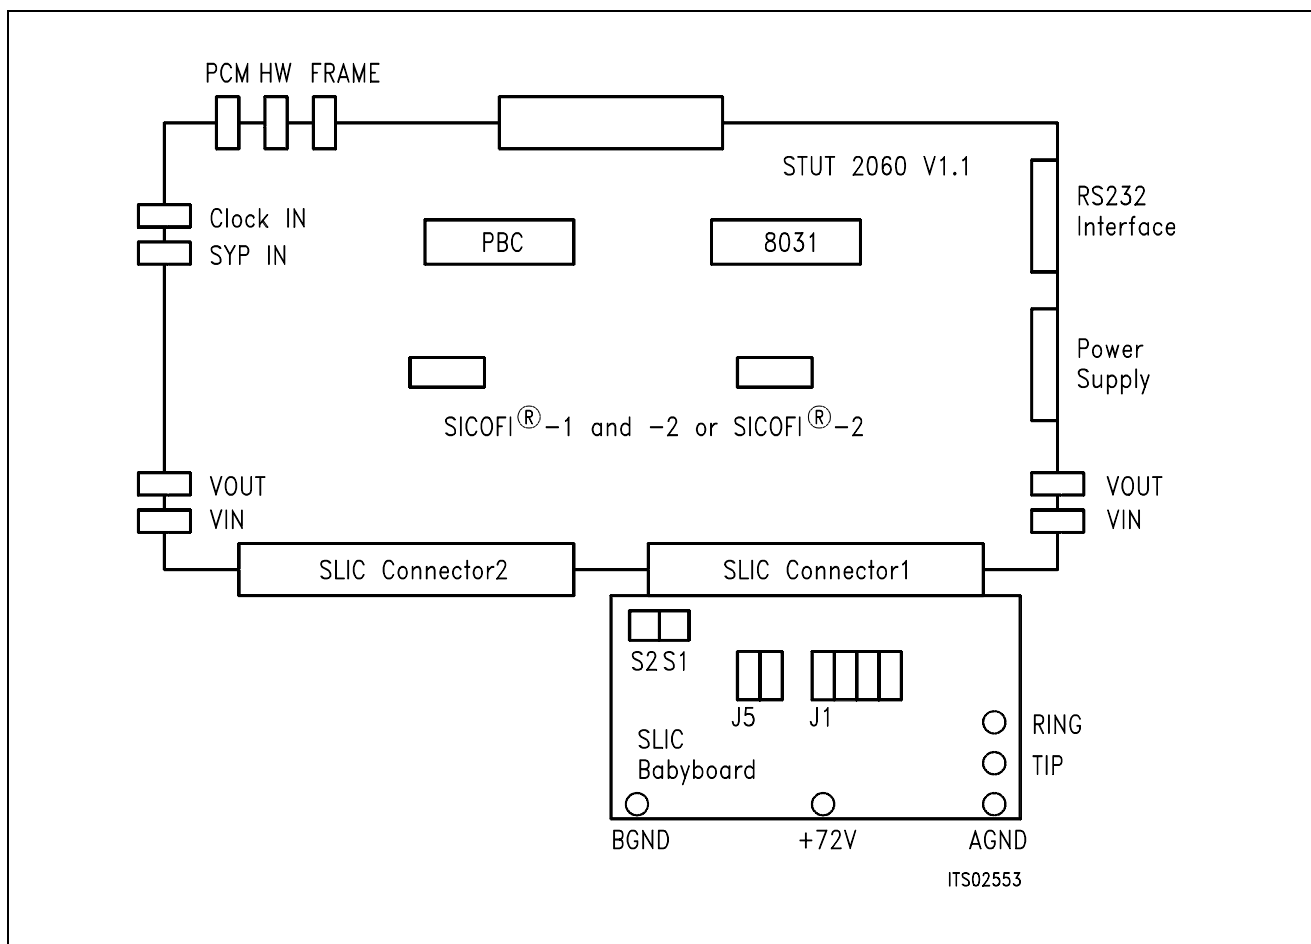 PCM HW FRAME
STUT 2060 V1.1
RS232
Interface
Clock IN
SYP IN
PBC
8031
Power
Supply
SICOFI®-1 and -2 or SICOFI®-2
VOUT
VIN
VOUT
VIN
SLIC Connector2
SLIC Connector1
S2 S1
J5
J1
SLIC
Babyboard
RING
TIP
BGND
+72V
AGND
ITS02553